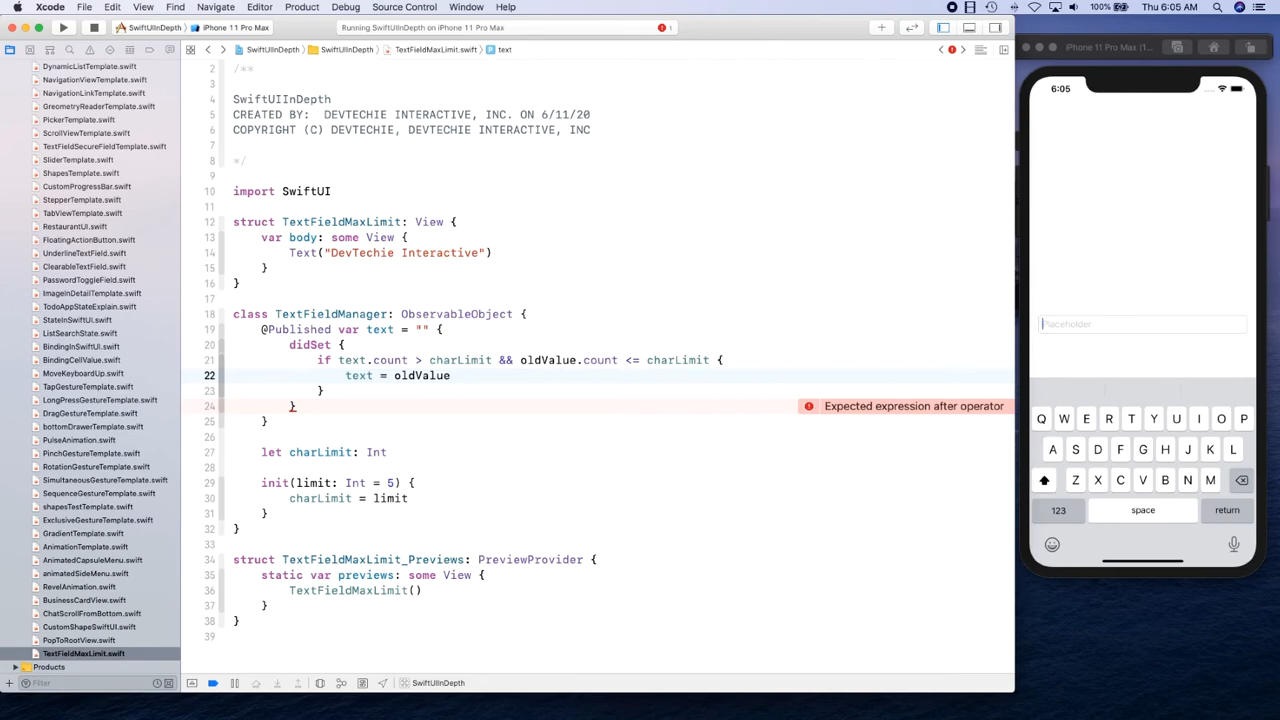 Xcode File Edit View Find Navigate Editor Product Debug Source Control Window Help 100% Thu 6:05 AM
SwiftUIInDepth iPhone 11 Pro Max Running SwiftUIInDepth on iPhone 11 Pro Max 1
SwiftUIInDepth SwiftUIInDepth TextFieldMaxLimit.swift text
DynamicListTemplate.swift
NavigationViewTemplate.swift
NavigationLinkTemplate.swift
GeometryReaderTemplate.swift
PickerTemplate.swift
ScrollViewTemplate.swift
TextFieldSecureFieldTemplate.swift
SliderTemplate.swift
ShapesTemplate.swift
CustomProgressBar.swift
StepperTemplate.swift
TabViewTemplate.swift
RestaurantUI.swift
FloatingActionButton.swift
UnderlineTextField.swift
ClearableTextField.swift
PasswordToggleField.swift
ImageInDetailTemplate.swift
TodoAppStateExplain.swift
StateInSwiftUI.swift
ListSearchState.swift
BindingInSwiftUI.swift
BindingCellValue.swift
MoveKeyboardUp.swift
TapGestureTemplate.swift
LongPressGestureTemplate.swift
DragGestureTemplate.swift
bottomDrawerTemplate.swift
PulseAnimation.swift
PinchGestureTemplate.swift
RotationGestureTemplate.swift
SimultaneousGestureTemplate.swift
SequenceGestureTemplate.swift
shapesTestTemplate.swift
ExclusiveGestureTemplate.swift
GradientTemplate.swift
AnimationTemplate.swift
AnimatedCapsuleMenu.swift
animatedSideMenu.swift
RevelAnimation.swift
BusinessCardView.swift
ChatScrollFromBottom.swift
CustomShapeSwiftUI.swift
PopToRootView.swift
TextFieldMaxLimit.swift
Products
Filter
2 /**
3
4 SwiftUIInDepth
5 CREATED BY: DEVTECHIE INTERACTIVE, INC. ON 6/11/20
6 COPYRIGHT (C) DEVTECHIE, DEVTECHIE INTERACTIVE, INC
7
8 */
9
10 import SwiftUI
11
12 struct TextFieldMaxLimit: View {
13 var body: some View {
14 Text("DevTechie Interactive")
15 }
16 }
17
18 class TextFieldManager: ObservableObject {
19 @Published var text = "" {
20 didSet {
21 if text.count > charLimit && oldValue.count <= charLimit {
22 text = oldValue
23 }
24 } Expected expression after operator
25 }
26
27 let charLimit: Int
28
29 init(limit: Int = 5) {
30 charLimit = limit
31 }
32 }
33
34 struct TextFieldMaxLimit_Previews: PreviewProvider {
35 static var previews: some View {
36 TextFieldMaxLimit()
37 }
38 }
39
SwiftUIInDepth
iPhone 11 Pro Max (1...
6:05
Placeholder
Q W E R T Y U I O P
A S D F G H J K L
Z X C V B N M
123 space return